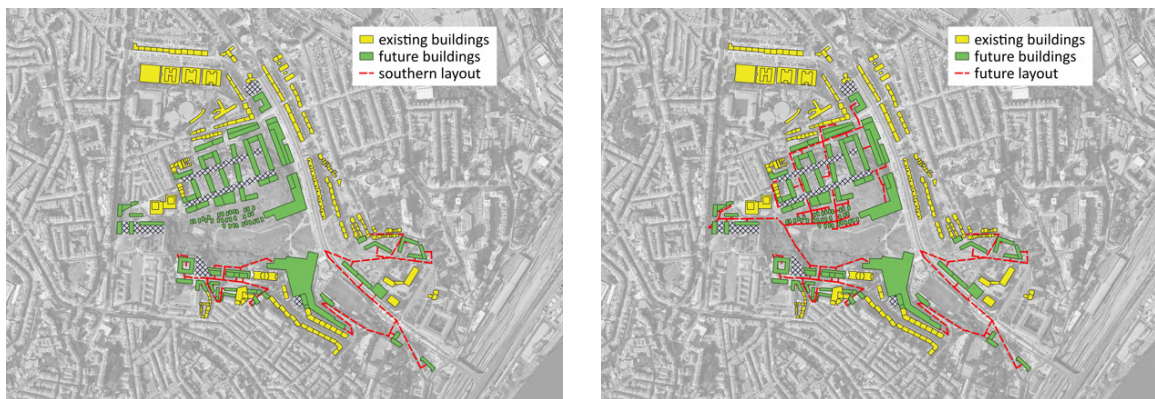 existing buildings
future buildings
southern layout
existing buildings
future buildings
future layout